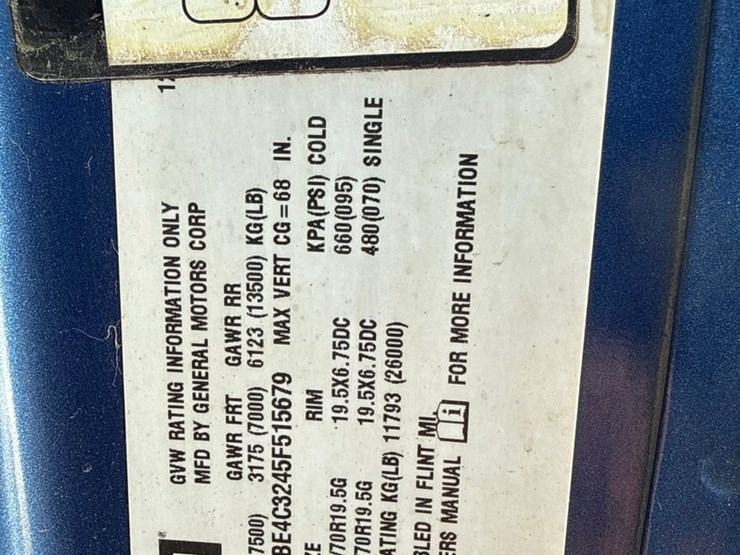 GVW RATING INFORMATION ONLY
MFD BY GENERAL MOTORS CORP
GAWR FRT GAWR RR
7500) 3175 (7000) 6123 (13500) KG(LB)
BE4C3245F515679 MAX VERT CG=68 IN.
ZE RIM KPA(PSI) COLD
/70R19.5G 19.5X6.75DC 660(095)
70R19.5G 19.5X6.75DC 480(070) SINGLE
ATING KG(LB) 11793 (26000)
BLED IN FLINT MI.
ERS MANUAL i FOR MORE INFORMATION